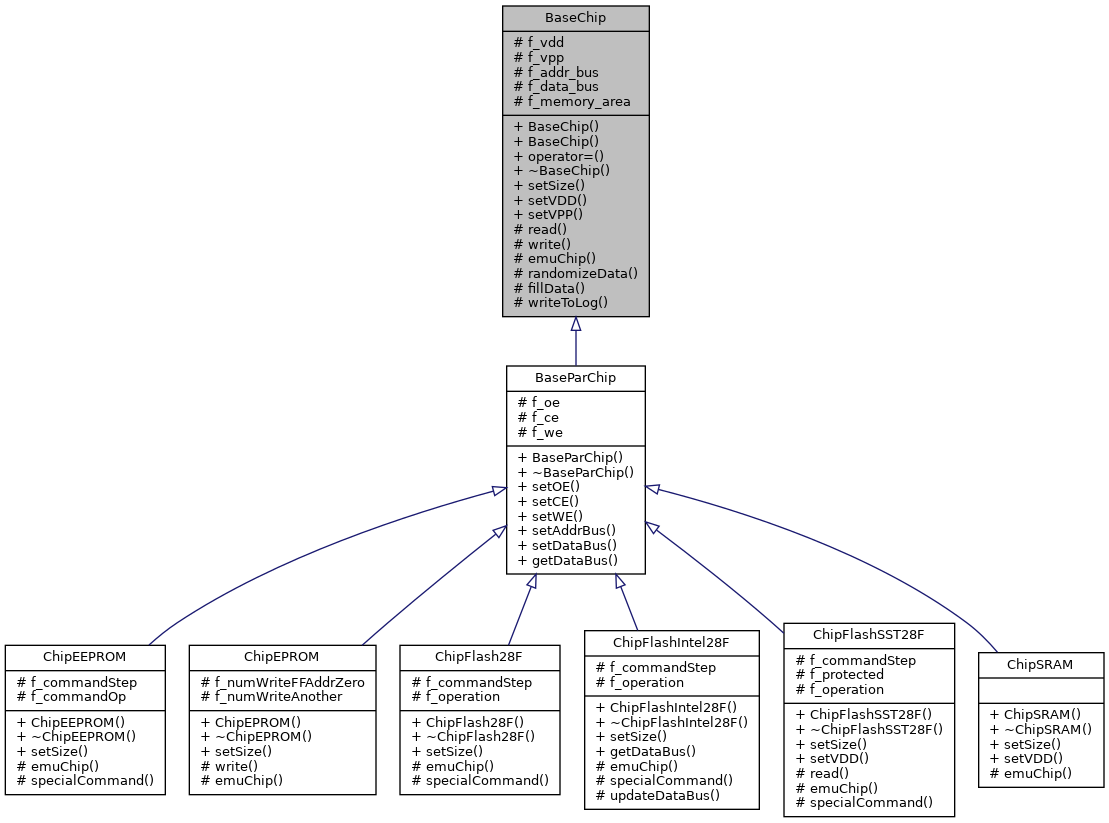 BaseChip
# f_vdd
# f_vpp
# f_addr_bus
# f_data_bus
# f_memory_area
+ BaseChip()
+ BaseChip()
+ operator=()
+ ~BaseChip()
+ setSize()
+ setVDD()
+ setVPP()
# read()
# write()
# emuChip()
# randomizeData()
# fillData()
# writeToLog()
BaseParChip
# f_oe
# f_ce
# f_we
+ BaseParChip()
+ ~BaseParChip()
+ setOE()
+ setCE()
+ setWE()
+ setAddrBus()
+ setDataBus()
+ getDataBus()
ChipEEPROM
# f_commandStep
# f_commandOp
+ ChipEEPROM()
+ ~ChipEEPROM()
+ setSize()
# emuChip()
# specialCommand()
ChipEPROM
# f_numWriteFFAddrZero
# f_numWriteAnother
+ ChipEPROM()
+ ~ChipEPROM()
+ setSize()
# write()
# emuChip()
ChipFlash28F
# f_commandStep
# f_operation
+ ChipFlash28F()
+ ~ChipFlash28F()
+ setSize()
# emuChip()
# specialCommand()
ChipFlashIntel28F
# f_commandStep
# f_operation
+ ChipFlashIntel28F()
+ ~ChipFlashIntel28F()
+ setSize()
+ getDataBus()
# emuChip()
# specialCommand()
# updateDataBus()
ChipFlashSST28F
# f_commandStep
# f_protected
# f_operation
+ ChipFlashSST28F()
+ ~ChipFlashSST28F()
+ setSize()
+ setVDD()
# read()
# emuChip()
# specialCommand()
ChipSRAM
+ ChipSRAM()
+ ~ChipSRAM()
+ setSize()
+ setVDD()
# emuChip()